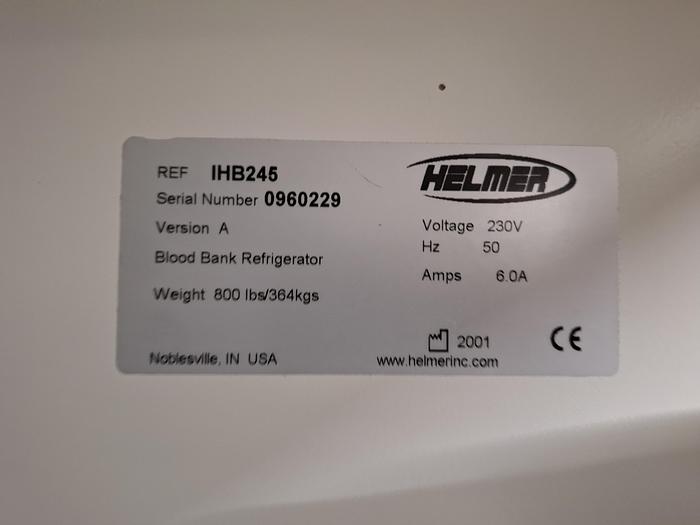 REF IHB245
HELMER
Serial Number 0960229
Version A
Voltage 230V
Hz 50
Blood Bank Refrigerator
Amps 6.0A
Weight 800 lbs/364kgs
2001
CE
Noblesville, IN USA
www.helmerinc.com